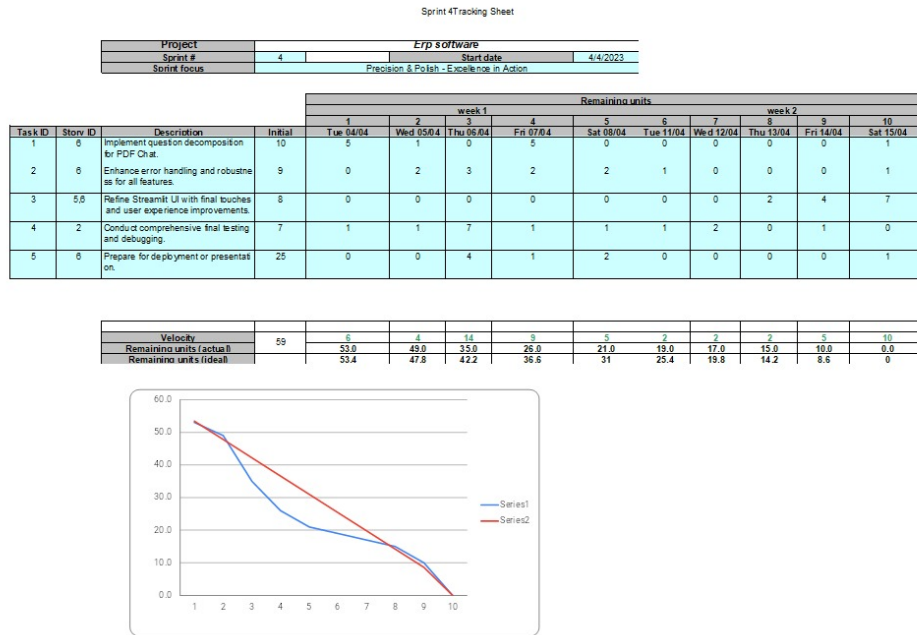 Sprint 4Tracking Sheet
Project Erp software
Sprint # 4 Start date 4/4/2023
Sprint focus Precision & Polish - Excellence in Action
Remaining units
week 1 week 2
1 2 3 4 5 6 7 8 9 10
Task ID Story ID Description Initial Tue 04/04 Wed 05/04 Thu 06/04 Fri 07/04 Sat 08/04 Tue 11/04 Wed 12/04 Thu 13/04 Fri 14/04 Sat 15/04
1 6 Implement question decomposition 10 5 1 0 5 0 0 0 0 0 1
for PDF Chat.
2 6 Enhance error handling and robustne 9 0 2 3 2 2 1 0 0 0 1
ss for all features.
3 5,6 Refine Streamlit UI with final touches 8 0 0 0 0 0 0 0 2 4 7
and user experience improvements.
4 2 Conduct comprehensive final testing 7 1 1 7 1 1 1 2 0 1 0
and debugging.
5 6 Prepare for deployment or presentati 25 0 0 4 1 2 0 0 0 0 1
on.
Velocity 59 6 4 14 9 5 2 2 2 5 10
Remaining units (actual) 53.0 49.0 35.0 26.0 21.0 19.0 17.0 15.0 10.0 0.0
Remaining units (ideal) 53.4 47.8 42.2 36.6 31 25.4 19.8 14.2 8.6 0
60.0
50.0
40.0
30.0
20.0
10.0
0.0
Series1
Series2
1 2 3 4 5 6 7 8 9 10